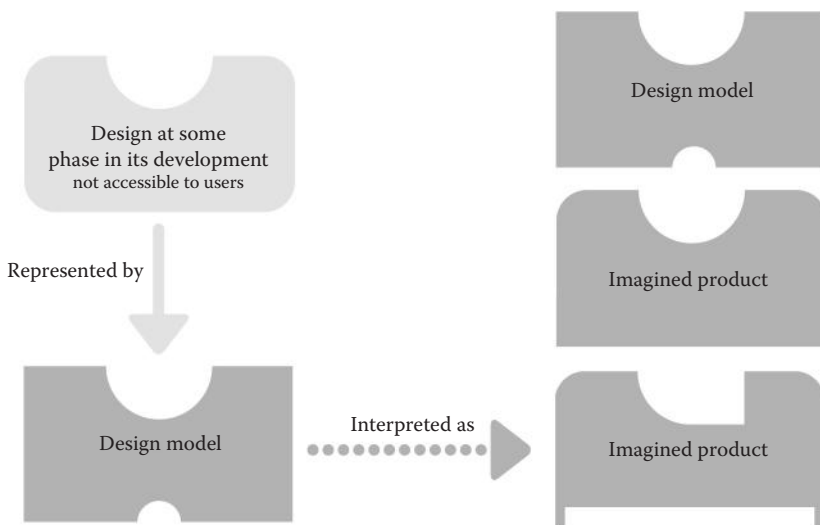 Design at some
phase in its development
not accessible to users
Represented by
Design model
Interpreted as
Design model
Imagined product
Imagined product